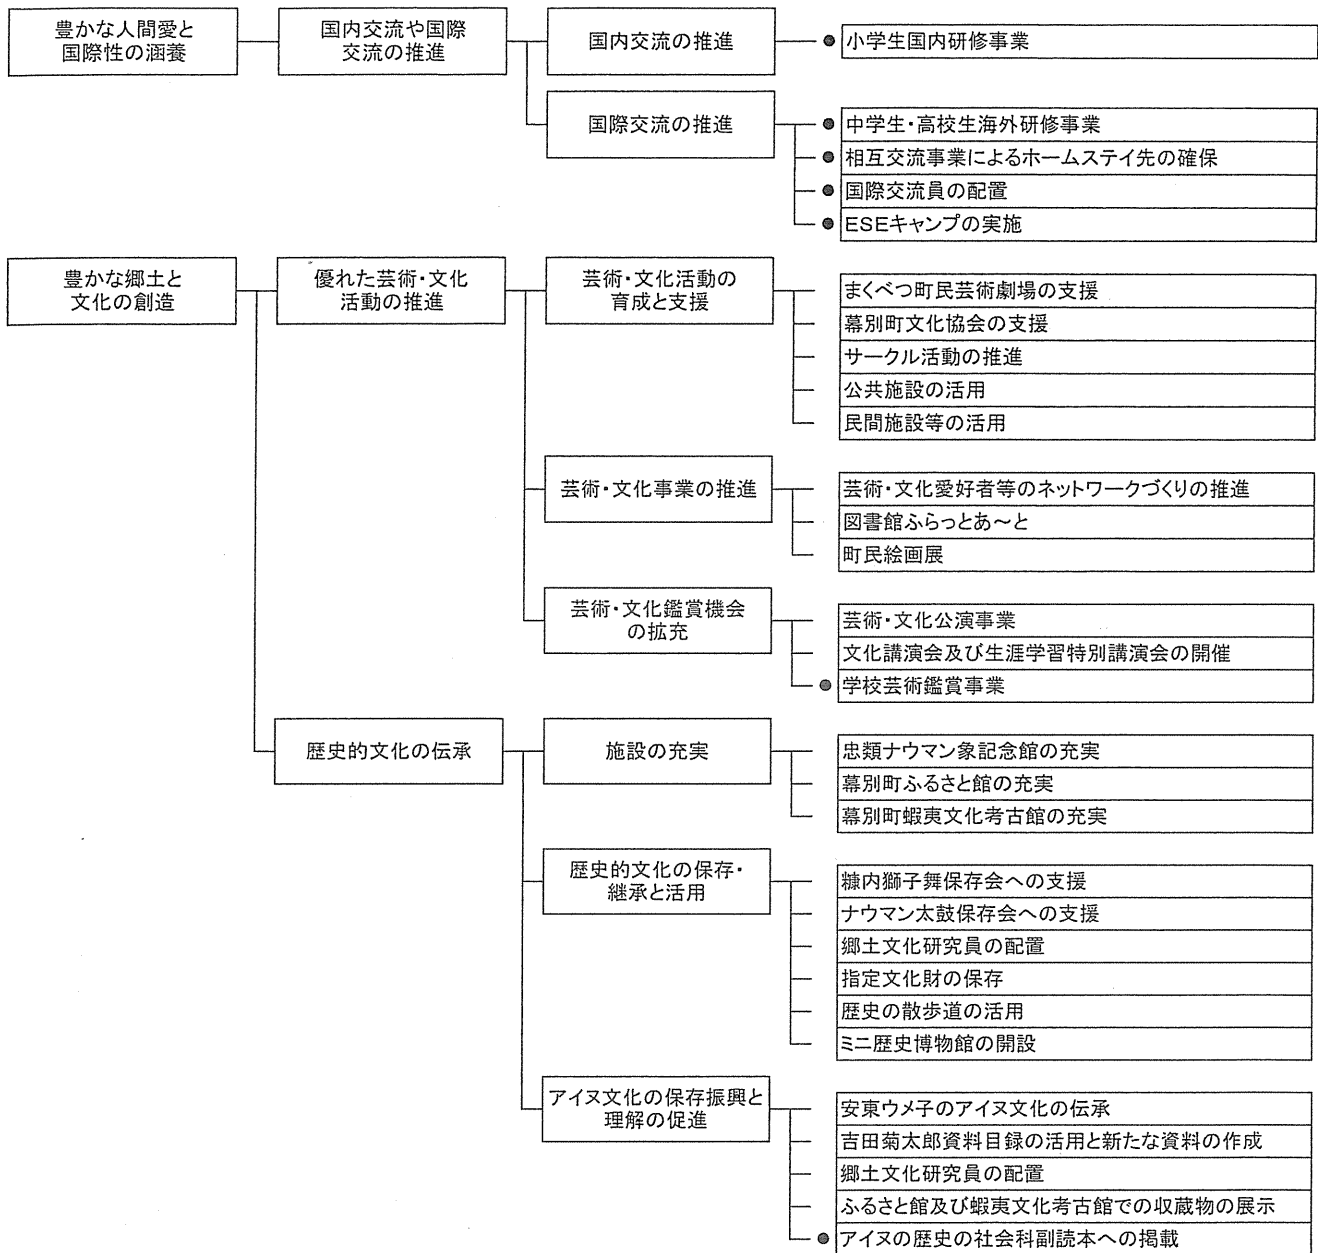 豊かな人間愛と
国際性の涵養
国内交流や国際
交流の推進
国内交流の推進
● 小学生国内研修事業
国際交流の推進
● 中学生・高校生海外研修事業
● 相互交流事業によるホームステイ先の確保
● 国際交流員の配置
● ESEキャンプの実施
豊かな郷土と
文化の創造
優れた芸術・文化
活動の推進
芸術・文化活動の
育成と支援
まくべつ町民芸術劇場の支援
幕別町文化協会の支援
サークル活動の推進
公共施設の活用
民間施設等の活用
芸術・文化事業の推進
芸術・文化愛好者等のネットワークづくりの推進
図書館ふらっとあ～と
町民絵画展
芸術・文化鑑賞機会
の拡充
芸術・文化公演事業
文化講演会及び生涯学習特別講演会の開催
● 学校芸術鑑賞事業
歴史的文化の伝承
施設の充実
忠類ナウマン象記念館の充実
幕別町ふるさと館の充実
幕別町蝦夷文化考古館の充実
歴史的文化の保存・
継承と活用
糠内獅子舞保存会への支援
ナウマン太鼓保存会への支援
郷土文化研究員の配置
指定文化財の保存
歴史の散歩道の活用
ミニ歴史博物館の開設
アイヌ文化の保存振興と
理解の促進
安東ウメ子のアイヌ文化の伝承
吉田菊太郎資料目録の活用と新たな資料の作成
郷土文化研究員の配置
ふるさと館及び蝦夷文化考古館での収蔵物の展示
● アイヌの歴史の社会科副読本への掲載